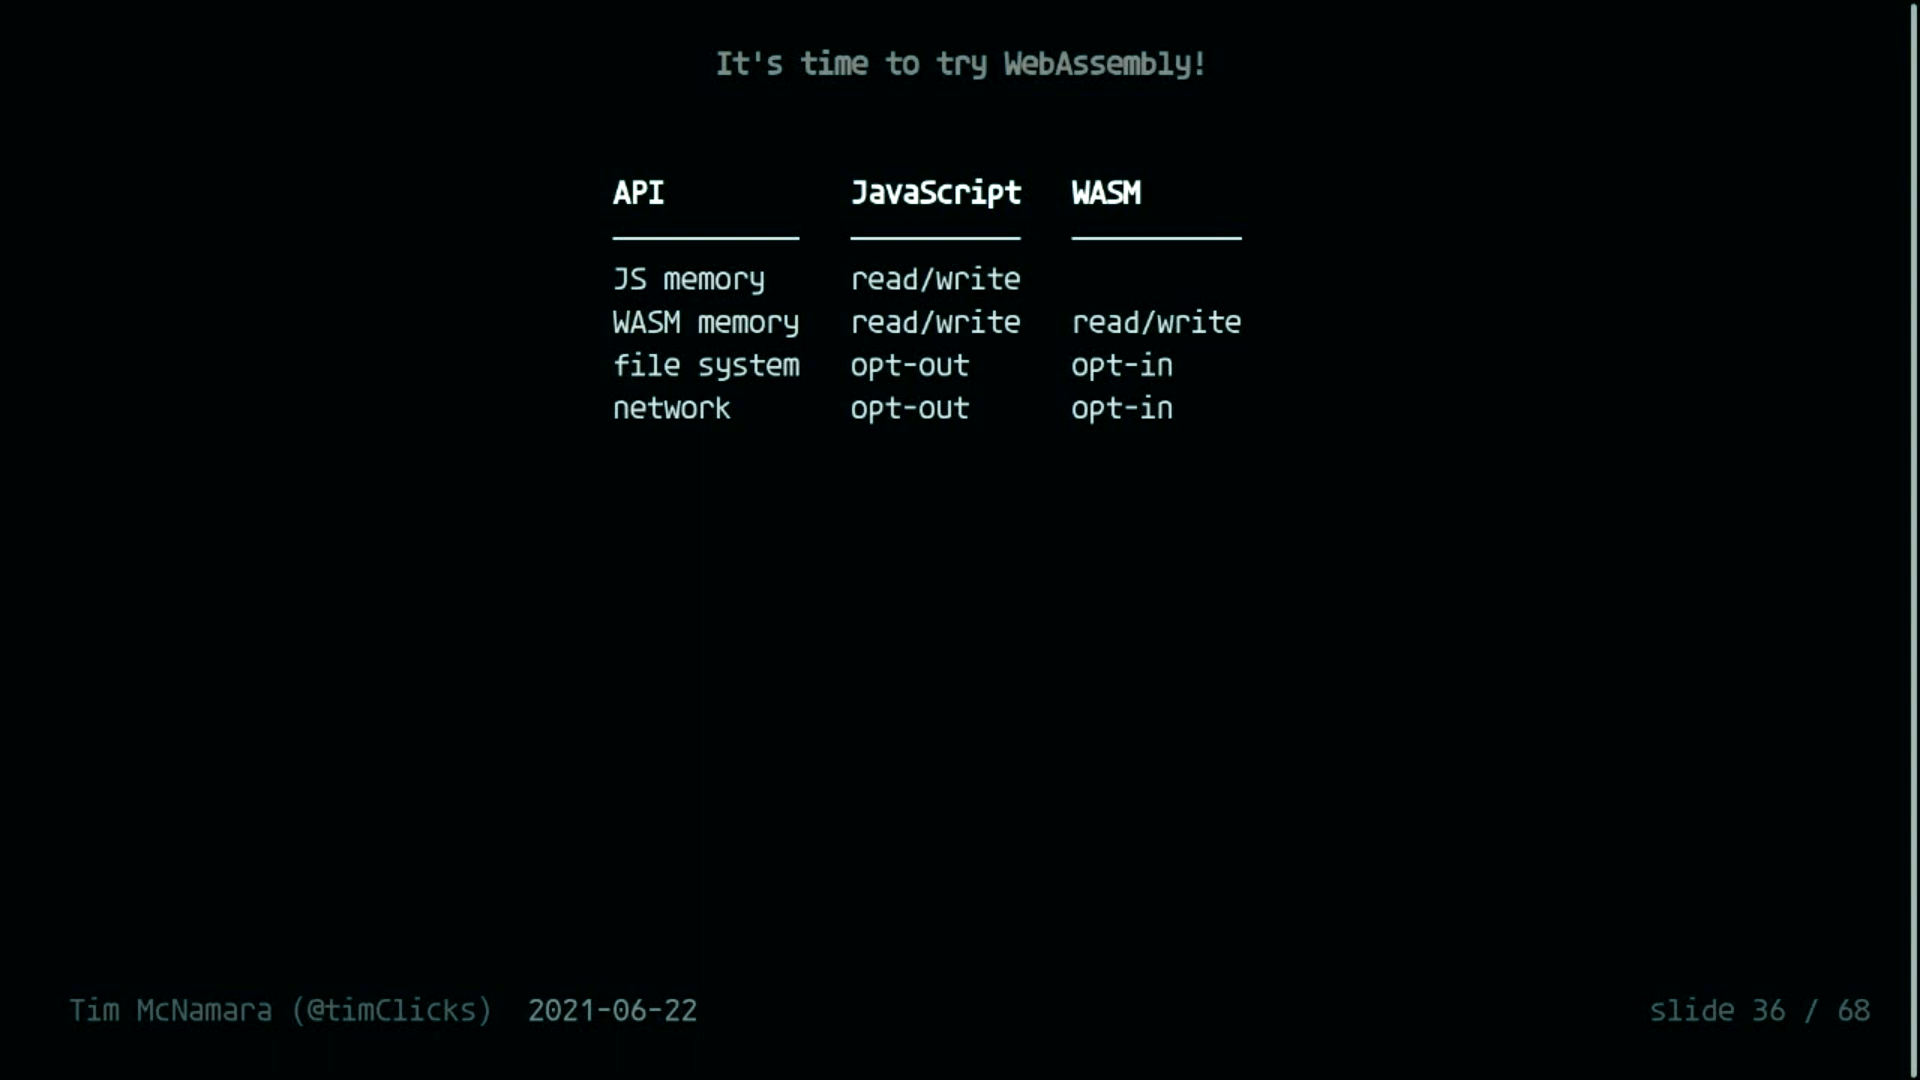 It's time to try WebAssembly!
API JavaScript WASM
JS memory read/write
WASM memory read/write read/write
file system opt-out opt-in
network opt-out opt-in
Tim McNamara (@timClicks) 2021-06-22 slide 36 / 68